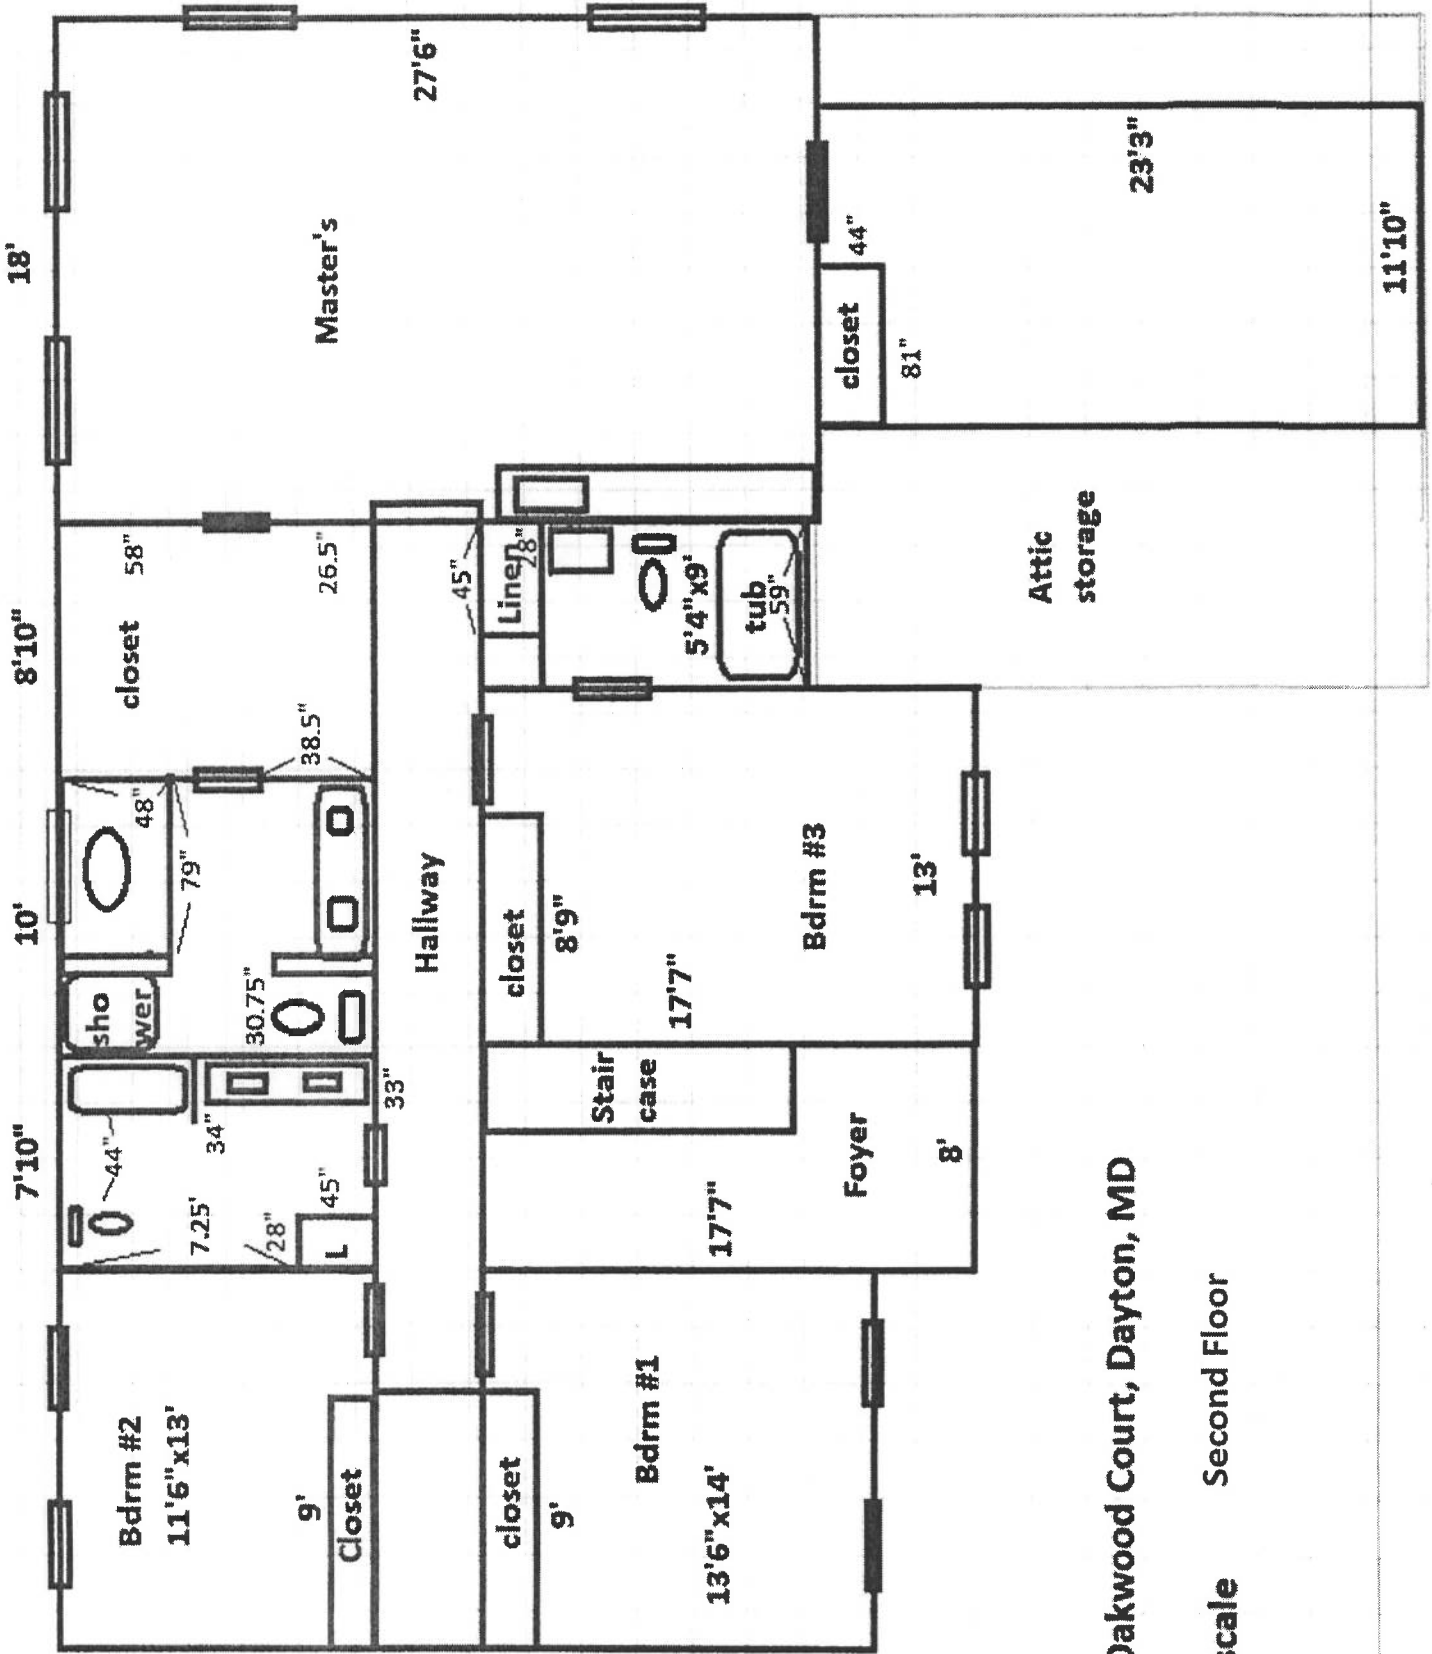 7'10"
10'
8'10"
18'
Bdrm #2
11'6"x13'
9'
Closet
44"
34"
7.25'
28"
45"
L
33"
sho
wer
30.75"
48"
79"
38.5"
closet
58"
26.5"
Master's
27'6"
Hallway
closet
9'
Bdrm #1
13'6"x14'
17'7"
Foyer
8'
Stair
case
closet
8'9"
17'7"
Bdrm #3
13'
45"
Linen
28"
5'4"x9'
tub
59"
closet
44"
81"
23'3"
11'10"
Attic
storage
Oakwood Court, Dayton, MD
scale
Second Floor